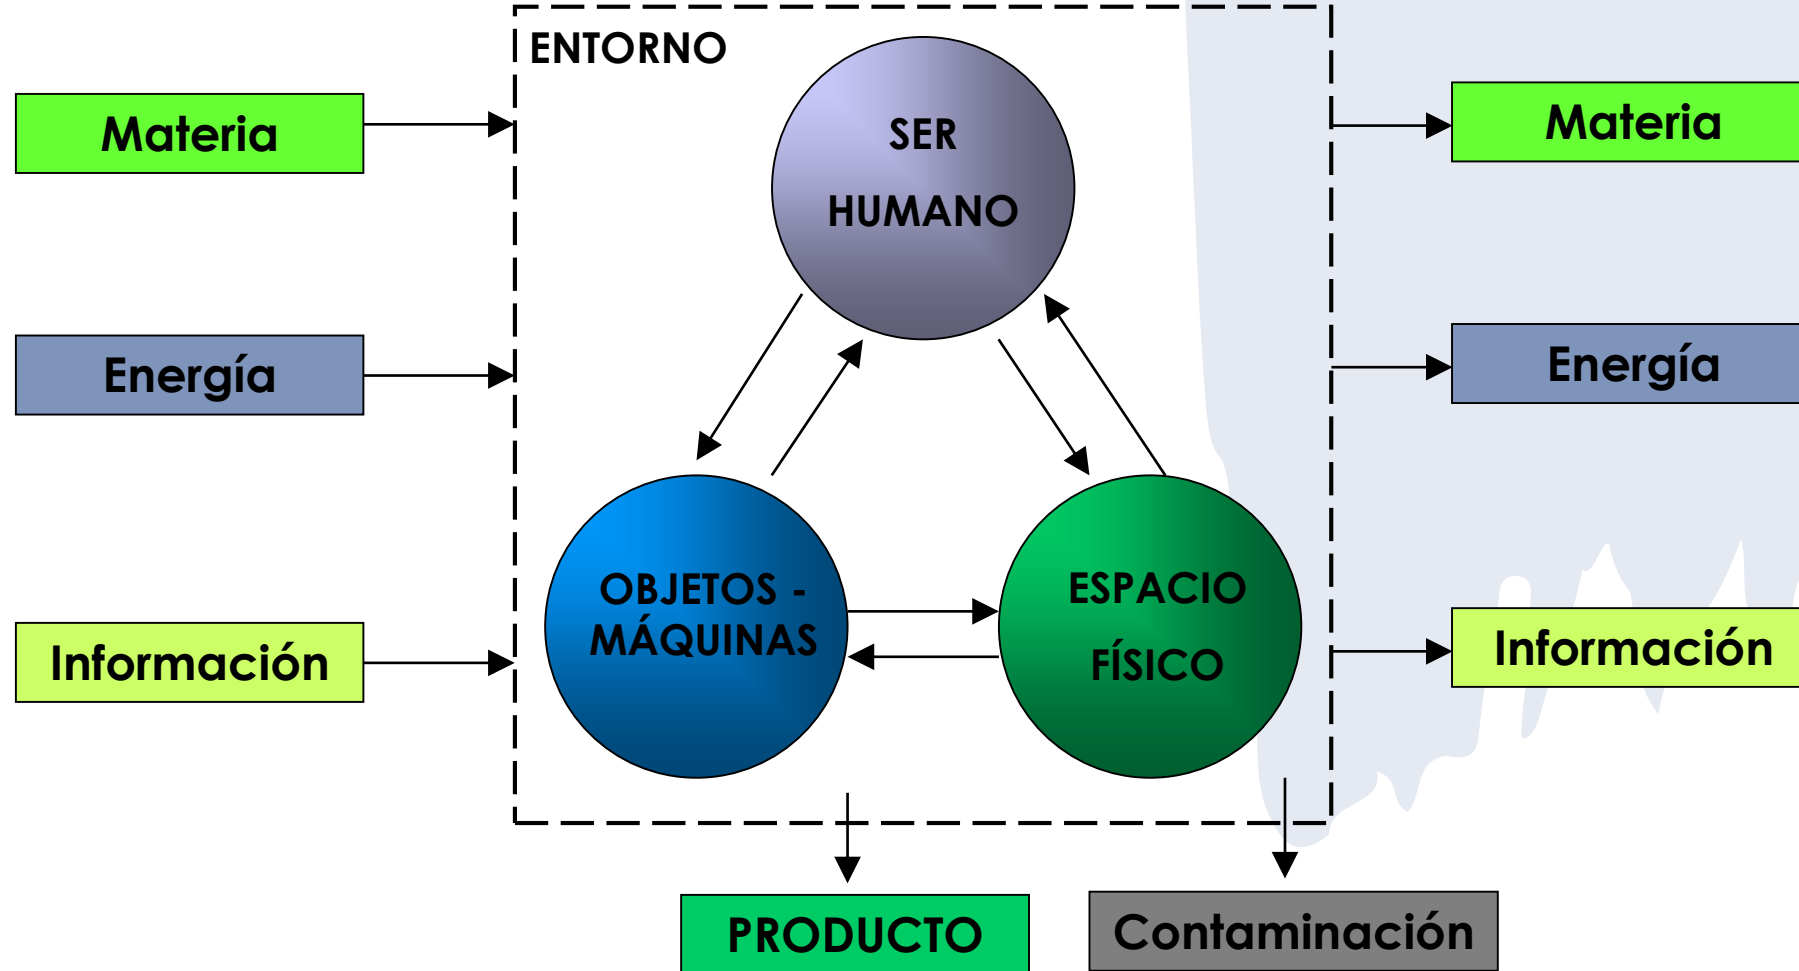 ENTORNO
Materia
Energía
Información
SER
HUMANO
OBJETOS -
MÁQUINAS
ESPACIO
FÍSICO
Materia
Energía
Información
PRODUCTO
Contaminación